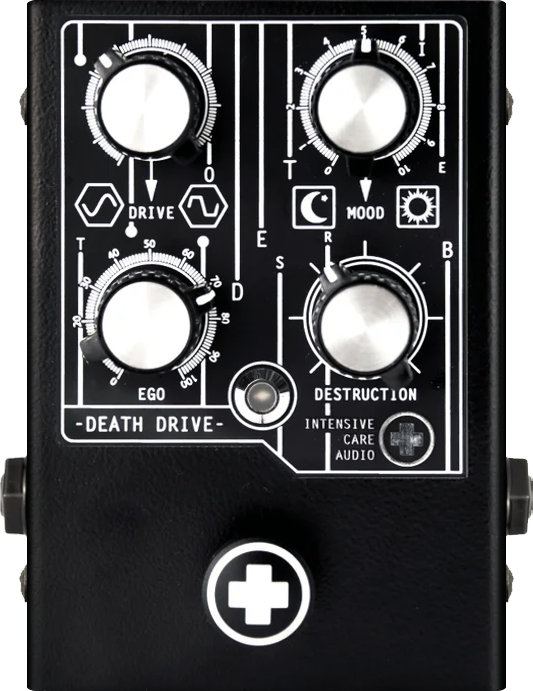 4 5 6
I
3
7
2
8
1
9
0
10
O
T
E
DRIVE
MOOD
R
T
E
S
B
40 50 60
30
70
20
80
D
90
0
100
EGO
DESTRUCTION
-DEATH DRIVE-
INTENSIVE
CARE
AUDIO